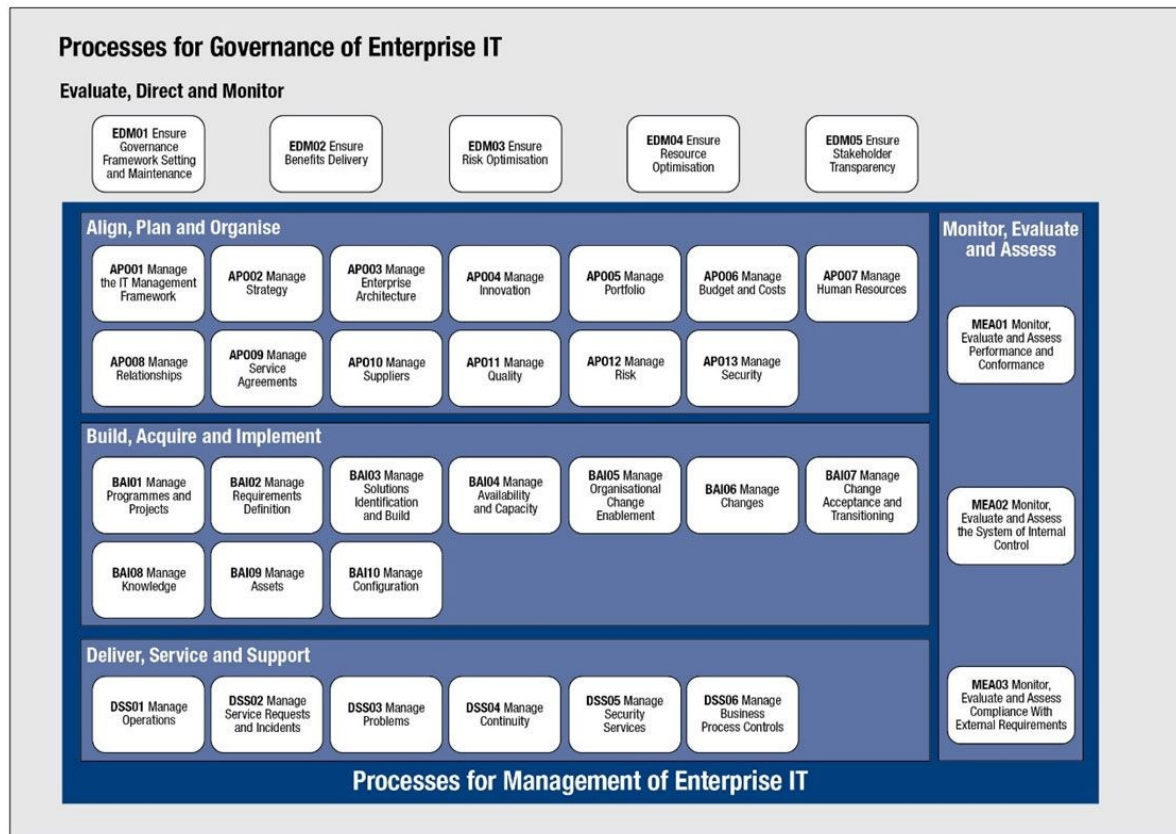 Processes for Governance of Enterprise IT
Evaluate, Direct and Monitor
EDM01 Ensure
Governance
Framework Setting
and Maintenance
EDM02 Ensure
Benefits Delivery
EDM03 Ensure
Risk Optimisation
EDM04 Ensure
Resource
Optimisation
EDM05 Ensure
Stakeholder
Transparency
Align, Plan and Organise
APO01 Manage
the IT Management
Framework
APO02 Manage
Strategy
APO03 Manage
Enterprise
Architecture
APO04 Manage
Innovation
APO05 Manage
Portfolio
APO06 Manage
Budget and Costs
APO07 Manage
Human Resources
APO08 Manage
Relationships
APO09 Manage
Service
Agreements
APO10 Manage
Suppliers
APO11 Manage
Quality
APO12 Manage
Risk
APO13 Manage
Security
Build, Acquire and Implement
BAI01 Manage
Programmes and
Projects
BAI02 Manage
Requirements
Definition
BAI03 Manage
Solutions
Identification
and Build
BAI04 Manage
Availability
and Capacity
BAI05 Manage
Organisational
Change
Enablement
BAI06 Manage
Changes
BAI07 Manage
Change
Acceptance and
Transitioning
BAI08 Manage
Knowledge
BAI09 Manage
Assets
BAI10 Manage
Configuration
Deliver, Service and Support
DSS01 Manage
Operations
DSS02 Manage
Service Requests
and Incidents
DSS03 Manage
Problems
DSS04 Manage
Continuity
DSS05 Manage
Security
Services
DSS06 Manage
Business
Process Controls
Monitor, Evaluate
and Assess
MEA01 Monitor,
Evaluate and Assess
Performance and
Conformance
MEA02 Monitor,
Evaluate and Assess
the System of Internal
Control
MEA03 Monitor,
Evaluate and Assess
Compliance With
External Requirements
Processes for Management of Enterprise IT